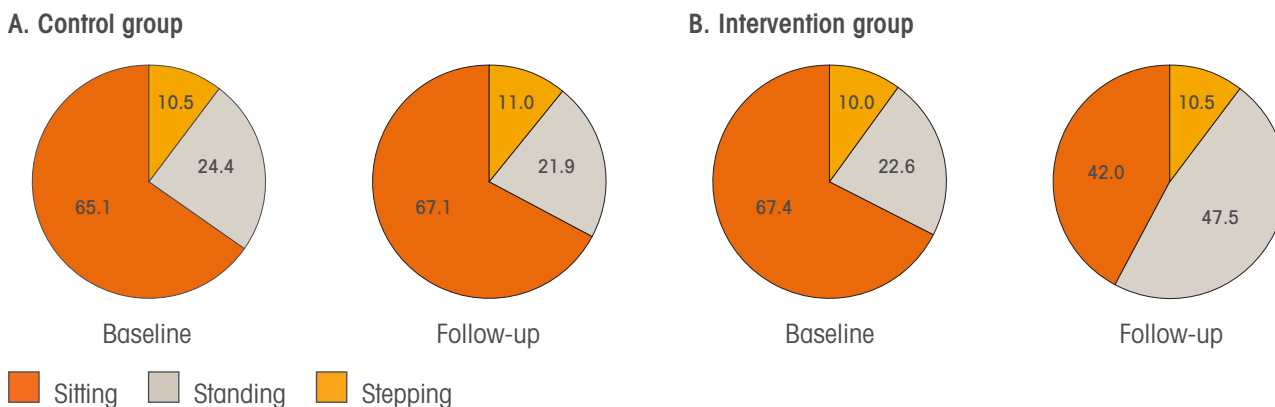 A. Control group
B. Intervention group
10.5
24.4
65.1
11.0
21.9
67.1
10.0
22.6
67.4
10.5
42.0
47.5
Baseline
Follow-up
Baseline
Follow-up
Sitting Standing Stepping